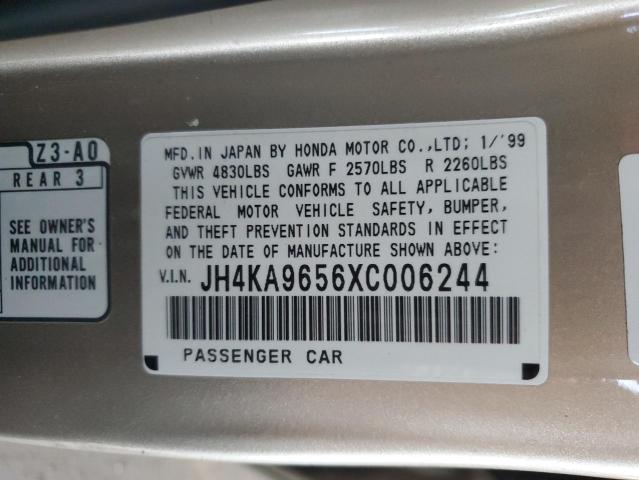 Z3-A0
REAR 3
SEE OWNER'S
MANUAL FOR
ADDITIONAL
INFORMATION
MFD.IN JAPAN BY HONDA MOTOR CO.,LTD; 1/'99
GVWR 4830LBS GAWR F 2570LBS R 2260LBS
THIS VEHICLE CONFORMS TO ALL APPLICABLE
FEDERAL MOTOR VEHICLE SAFETY, BUMPER,
AND THEFT PREVENTION STANDARDS IN EFFECT
ON THE DATE OF MANUFACTURE SHOWN ABOVE:
V.I.N. JH4KA9656XC006244
PASSENGER CAR